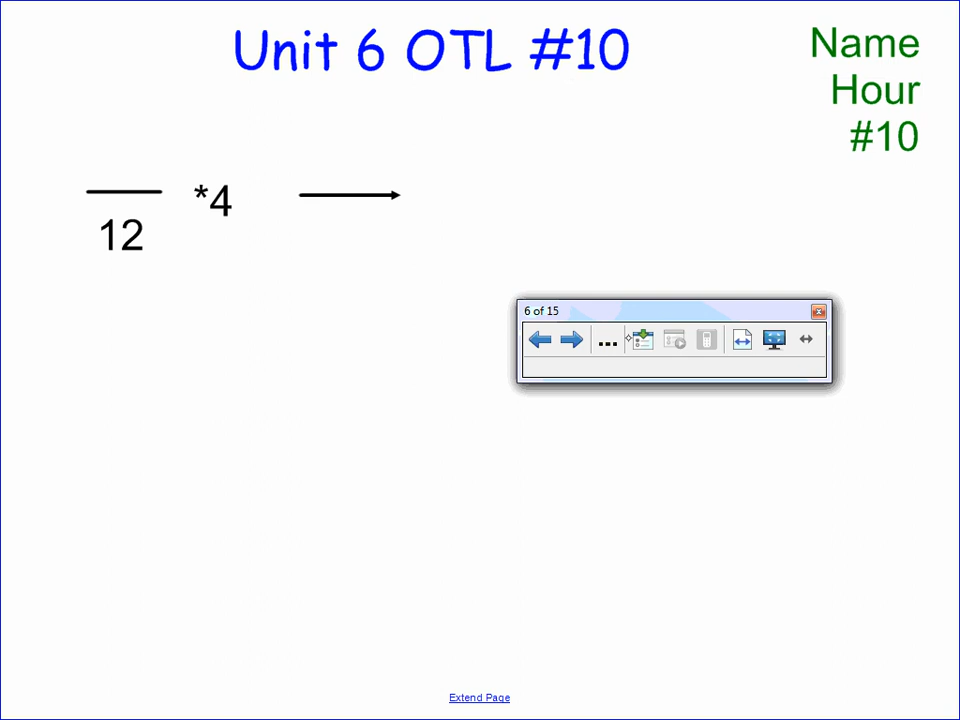 Unit 6 OTL #10
Name
Hour
#10
*4
12
6 of 15
Extend Page